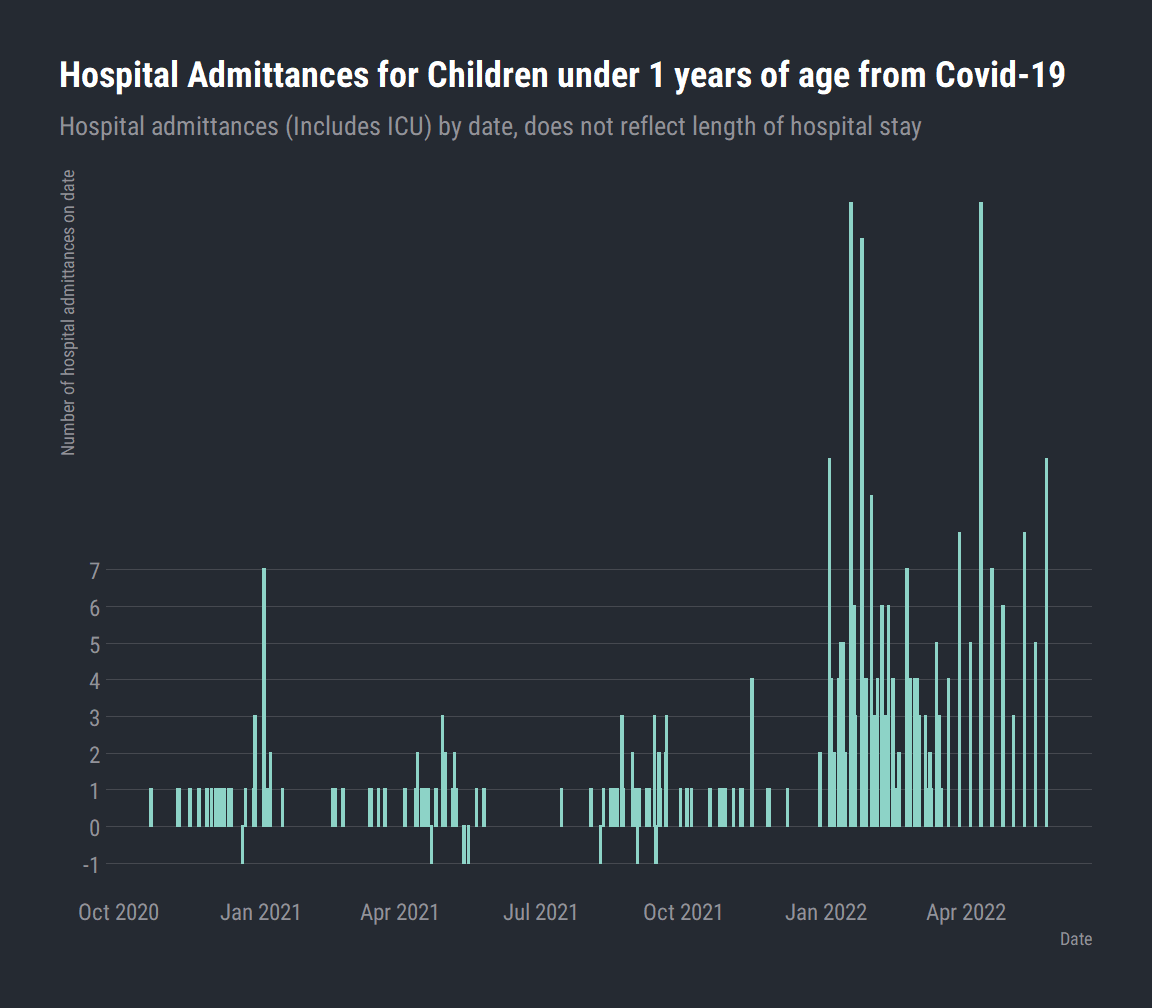 Hospital Admittances for Children under 1 years of age from Covid-19
Hospital admittances (Includes ICU) by date, does not reflect length of hospital stay
Number of hospital admittances on date
7
6
5
4
3
2
1
0
-1
Oct 2020 Jan 2021 Apr 2021 Jul 2021 Oct 2021 Jan 2022 Apr 2022
Date